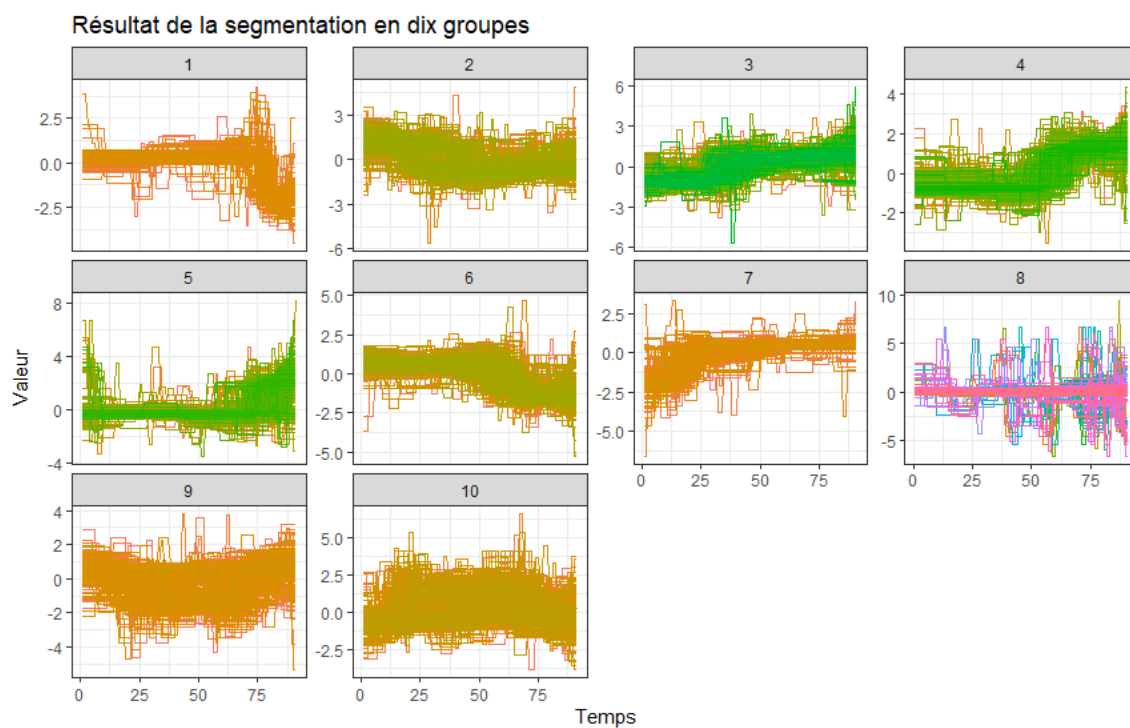 Résultat de la segmentation en dix groupes
1 2 3 4
2.5 0.0 -2.5
3 0 -3 -6
6 3 0 -3 -6
4 2 0 -2
5 6 7 8
8 4 0 -4
5.0 2.5 0.0 -2.5 -5.0
2.5 0.0 -2.5 -5.0
10 5 0 -5
0 25 50 75
0 25 50 75
9 10
4 2 0 -2 -4
5.0 2.5 0.0 -2.5
0 25 50 75
0 25 50 75
Valeur
Temps